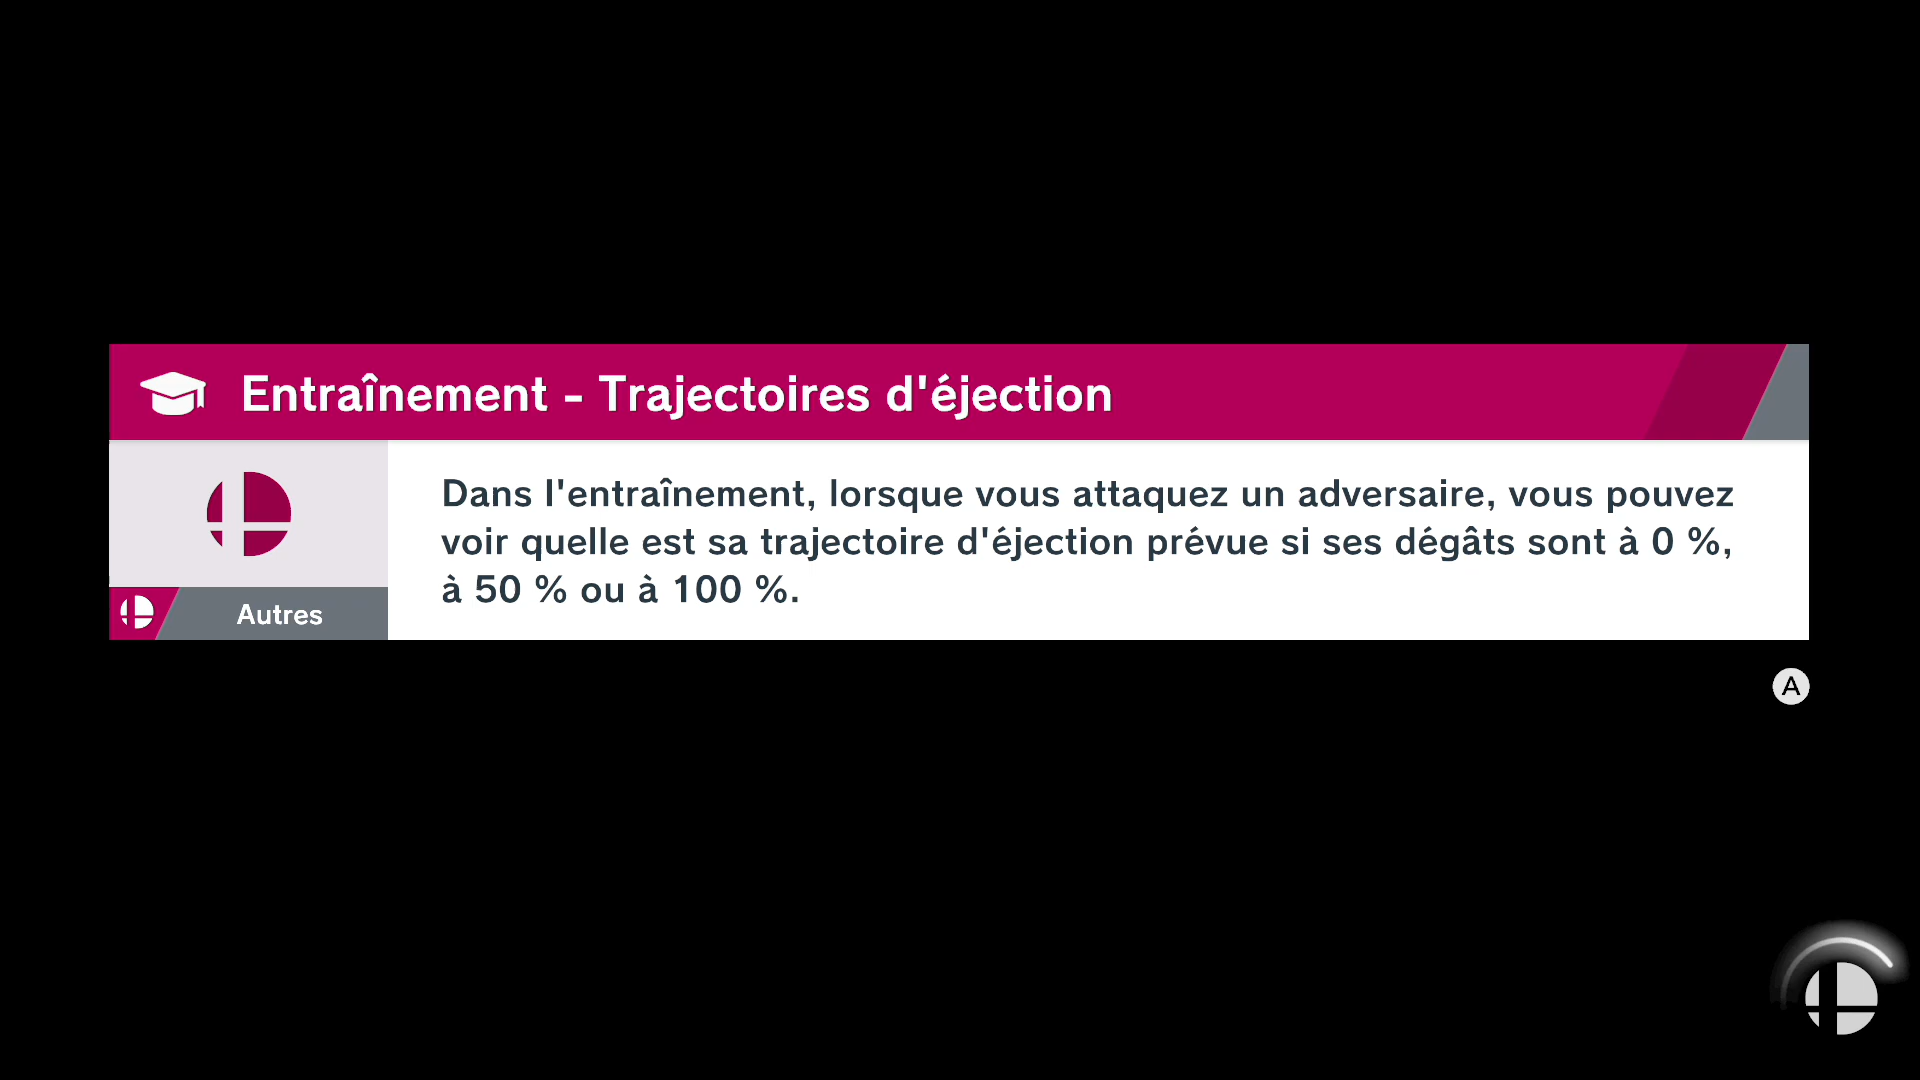 Entraînement - Trajectoires d'éjection
Dans l'entraînement, lorsque vous attaquez un adversaire, vous pouvez
voir quelle est sa trajectoire d'éjection prévue si ses dégâts sont à 0 %,
à 50 % ou à 100 %.
Autres
A